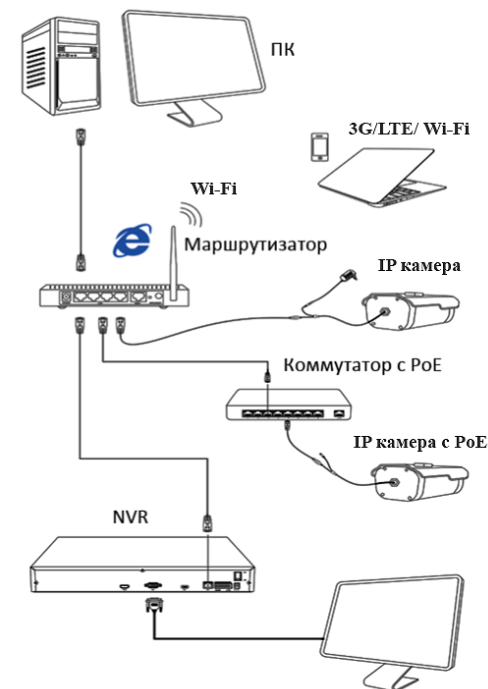 ПК
3G/LTE/ Wi-Fi
Wi-Fi
Маршрутизатор
IP камера
Коммутатор с PoE
IP камера с PoE
NVR